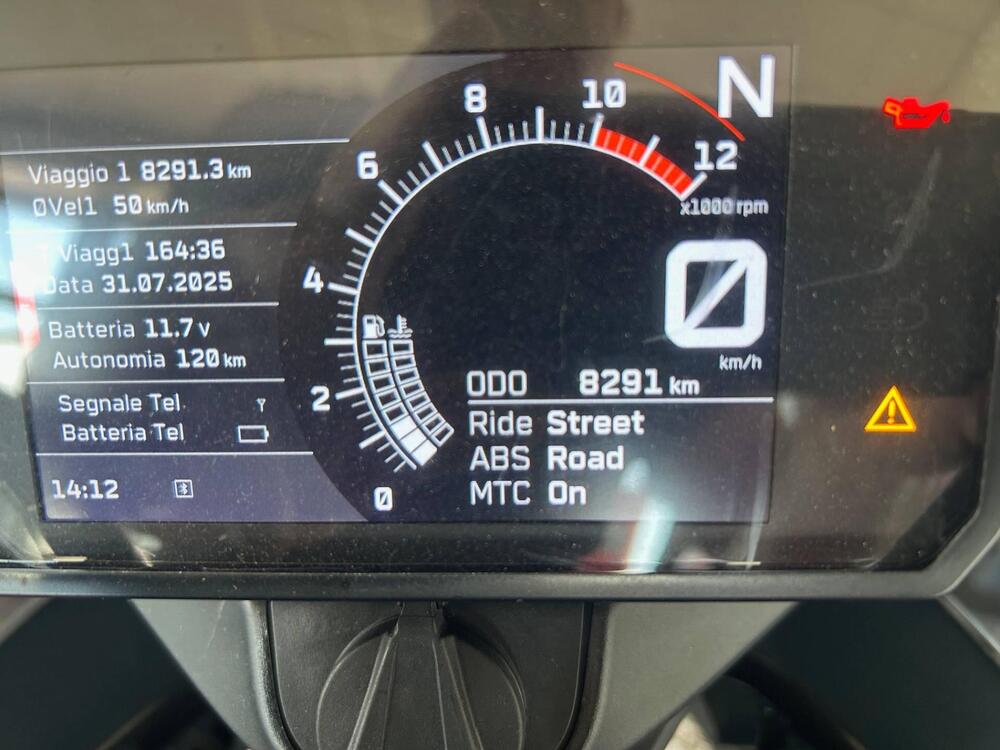 Viaggio 1 8291.3 km
ØVel1 50 km/h
Viagg1 164:36
Data 31.07.2025
Batteria 11.7 V
Autonomia 120 km
Segnale Tel
Batteria Tel
14:12
0
2
4
6
8
10
12
x1000 rpm
N
0
km/h
ODO 8291 km
Ride Street
ABS Road
MTC On